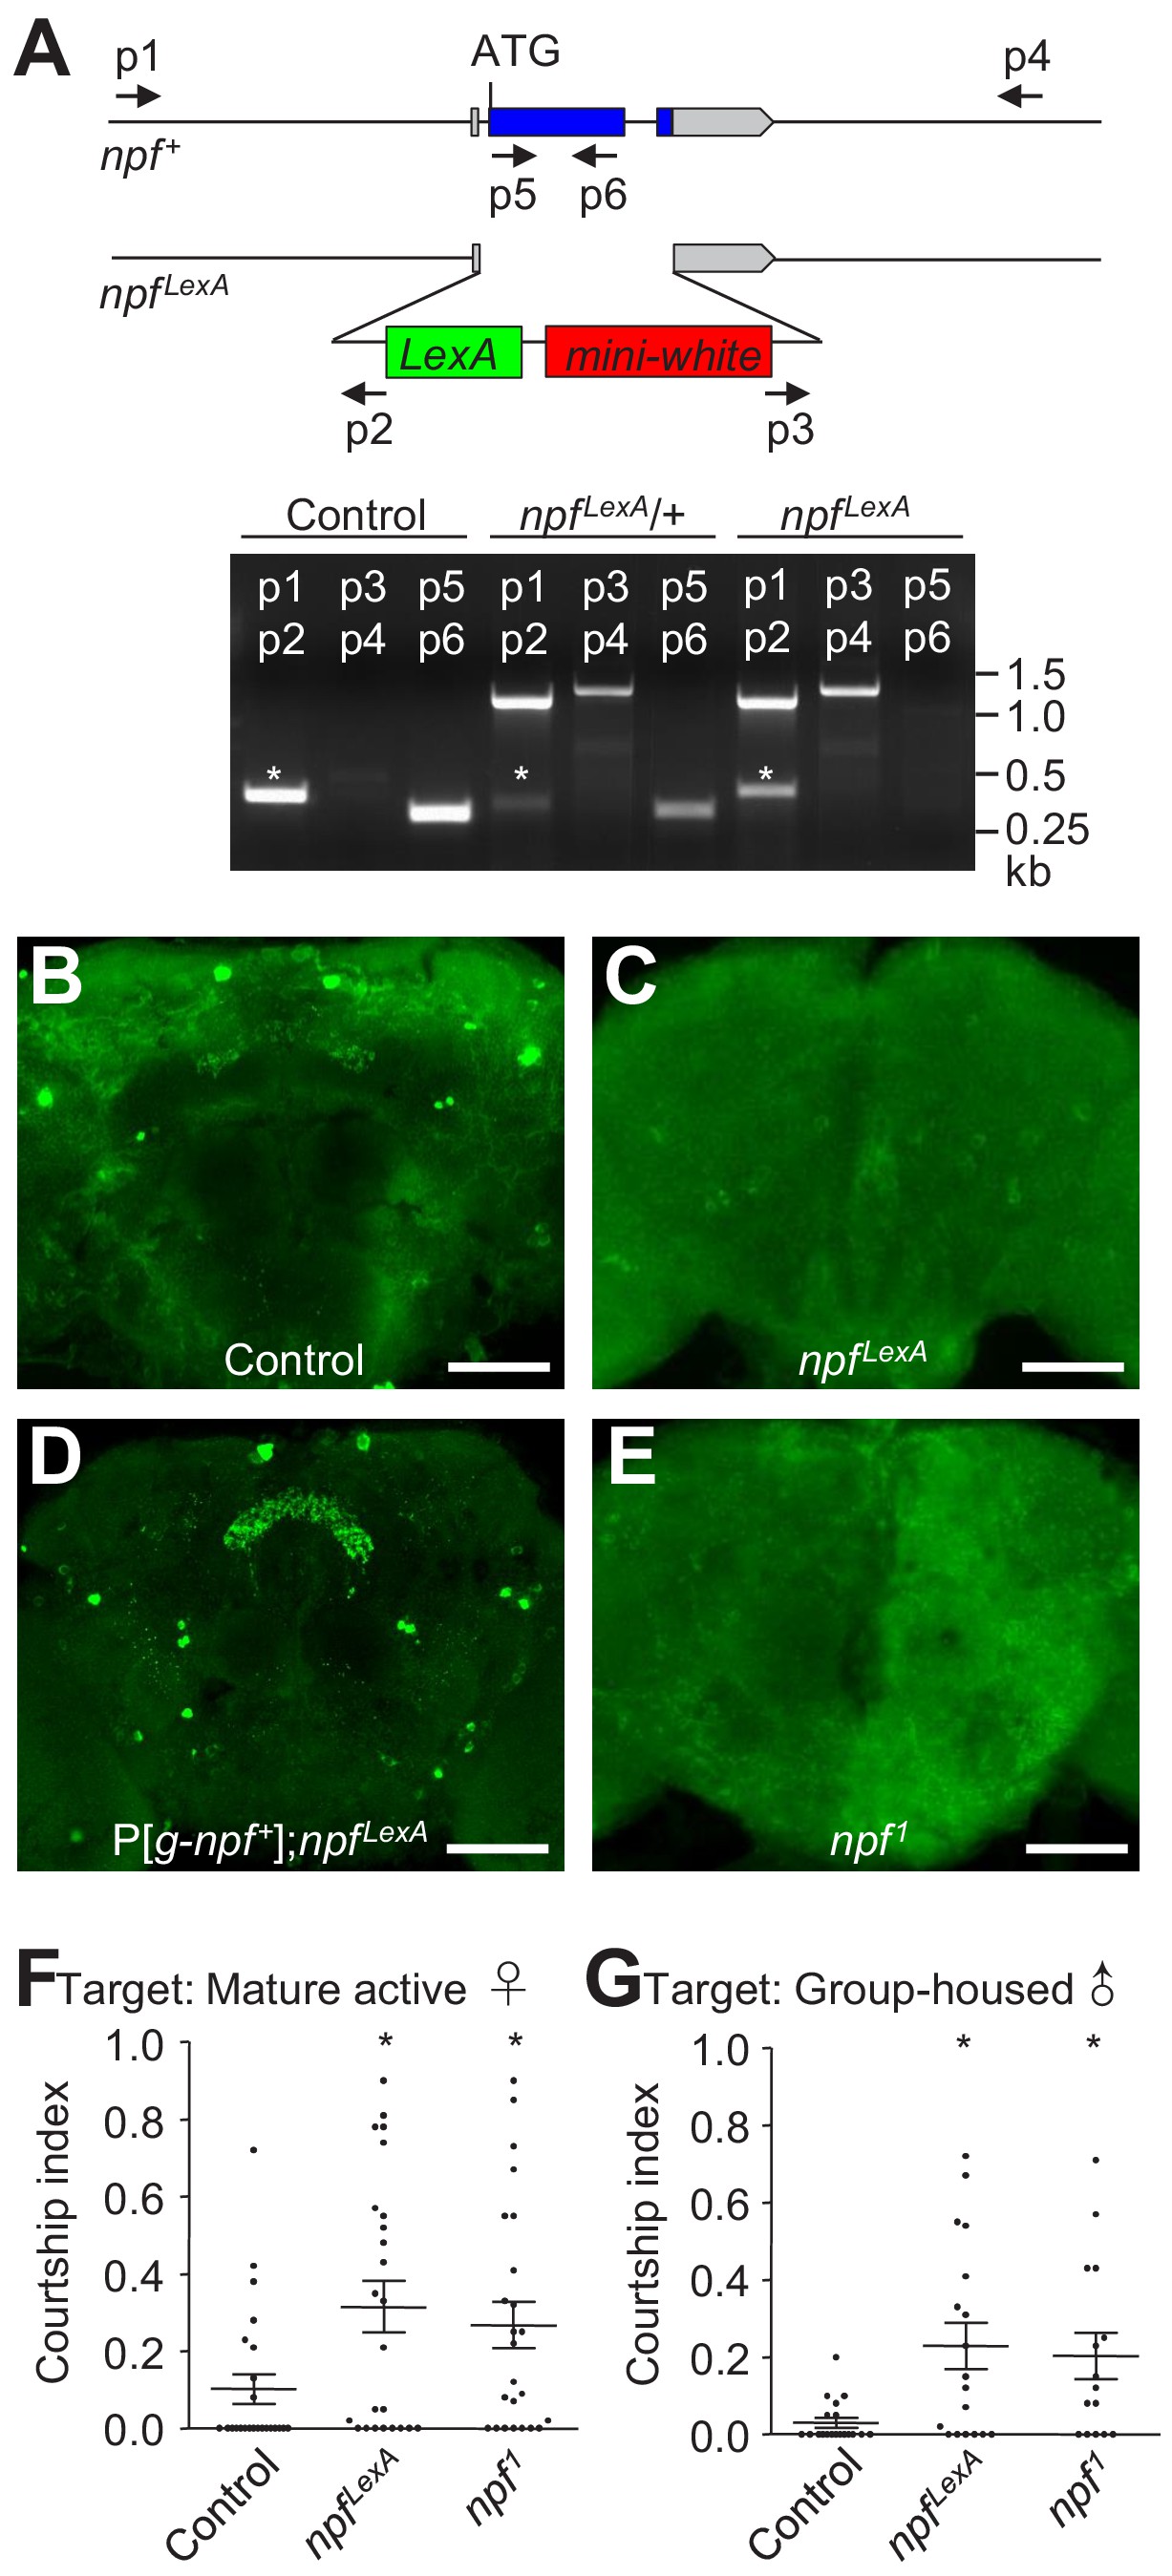 A
p1
ATG
p4
npf+
p5 p6
npfLexA
LexA mini-white
p2
p3
Control npfLexA/+ npfLexA
p1 p3 p5 p1 p3 p5 p1 p3 p5
p2 p4 p6 p2 p4 p6 p2 p4 p6
1.5
1.0
* * *
0.5
0.25
kb
B
Control
C
npfLexA
D
P[g-npf+];npfLexA
E
npf1
F Target: Mature active ♀
Courtship index
1.0
0.8
0.6
0.4
0.2
0.0
* *
Control npfLexA npf1
G Target: Group-housed ♂
Courtship index
1.0
0.8
0.6
0.4
0.2
0.0
* *
Control npfLexA npf1